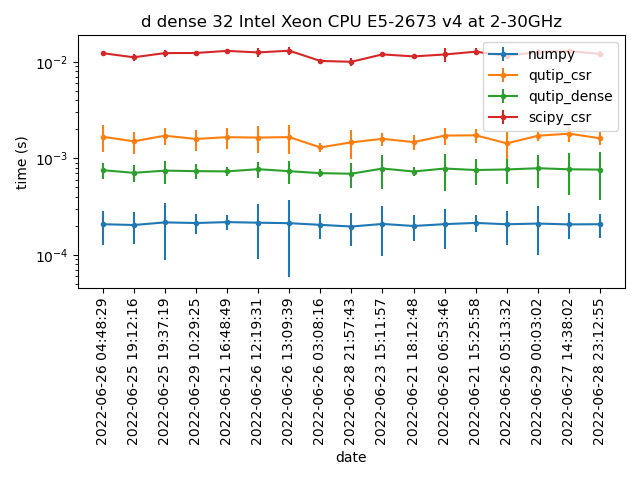 d dense 32 Intel Xeon CPU E5-2673 v4 at 2-30GHz
numpy
qutip_csr
qutip_dense
scipy_csr
time (s)
10⁻²
10⁻³
10⁻⁴
2022-06-26 04:48:29
2022-06-25 19:12:16
2022-06-25 19:37:19
2022-06-29 10:29:25
2022-06-21 16:48:49
2022-06-26 12:19:31
2022-06-26 13:09:39
2022-06-26 03:08:16
2022-06-28 21:57:43
2022-06-23 15:11:57
2022-06-21 18:12:48
2022-06-26 06:53:46
2022-06-21 15:25:58
2022-06-26 05:13:32
2022-06-29 00:03:02
2022-06-27 14:38:02
2022-06-28 23:12:55
date